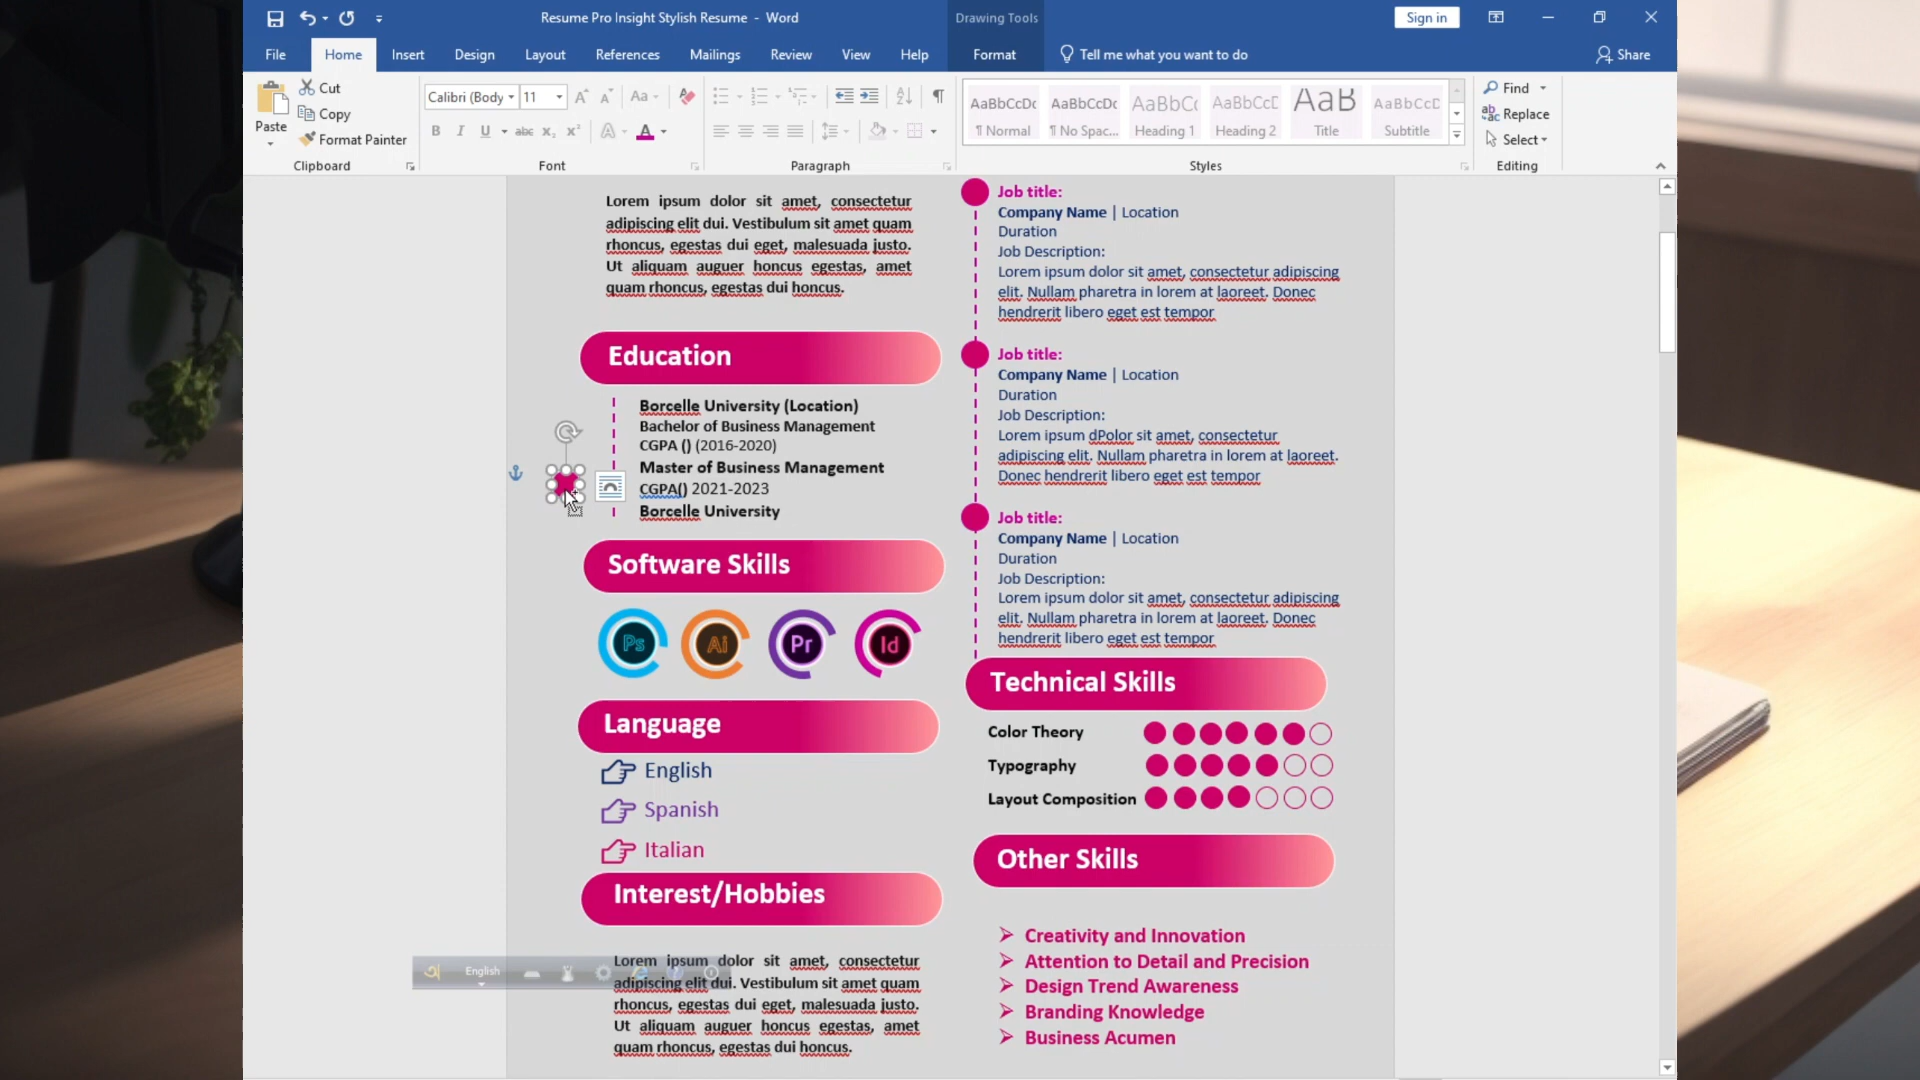 Resume Pro Insight Stylish Resume - Word
Drawing Tools
Sign in
File
Home
Insert
Design
Layout
References
Mailings
Review
View
Help
Format
Tell me what you want to do
Share
Paste
Cut
Copy
Format Painter
Clipboard
Calibri (Body
11
Aa
B I U abc x₂ x²
A
Font
Paragraph
AaBbCcDc
¶ Normal
AaBbCcDc
¶ No Spac...
AaBbCc
Heading 1
AaBbCcC
Heading 2
AaB
Title
AaBbCcC
Subtitle
Styles
Find
Replace
Select
Editing
Lorem ipsum dolor sit amet, consectetur
adipiscing elit dui. Vestibulum sit amet quam
rhoncus, egestas dui eget, malesuada justo.
Ut aliquam auguer honcus egestas, amet
quam rhoncus, egestas dui honcus.
Education
Borcelle University (Location)
Bachelor of Business Management
CGPA () (2016-2020)
Master of Business Management
CGPA() 2021-2023
Borcelle University
Software Skills
Ps
Ai
Pr
Id
Language
English
Spanish
Italian
Interest/Hobbies
English
Lorem ipsum dolor sit amet, consectetur
adipiscing elit dui. Vestibulum sit amet quam
rhoncus, egestas dui eget, malesuada justo.
Ut aliquam auguer honcus egestas, amet
quam rhoncus, egestas dui honcus.
Job title:
Company Name | Location
Duration
Job Description:
Lorem ipsum dolor sit amet, consectetur adipiscing
elit. Nullam pharetra in lorem at laoreet. Donec
hendrerit libero eget est tempor
Job title:
Company Name | Location
Duration
Job Description:
Lorem ipsum dPolor sit amet, consectetur
adipiscing elit. Nullam pharetra in lorem at laoreet.
Donec hendrerit libero eget est tempor
Job title:
Company Name | Location
Duration
Job Description:
Lorem ipsum dolor sit amet, consectetur adipiscing
elit. Nullam pharetra in lorem at laoreet. Donec
hendrerit libero eget est tempor
Technical Skills
Color Theory
Typography
Layout Composition
Other Skills
Creativity and Innovation
Attention to Detail and Precision
Design Trend Awareness
Branding Knowledge
Business Acumen